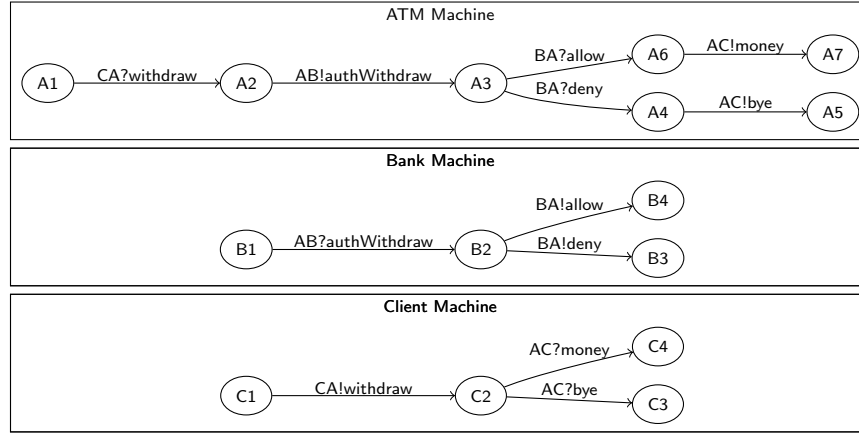 ATM Machine
A1 CA?withdraw A2 AB!authWithdraw A3 BA?allow A6 AC!money A7
BA?deny A4 AC!bye A5
Bank Machine
B1 AB?authWithdraw B2 BA!allow B4
BA!deny B3
Client Machine
C1 CA!withdraw C2 AC?money C4
AC?bye C3